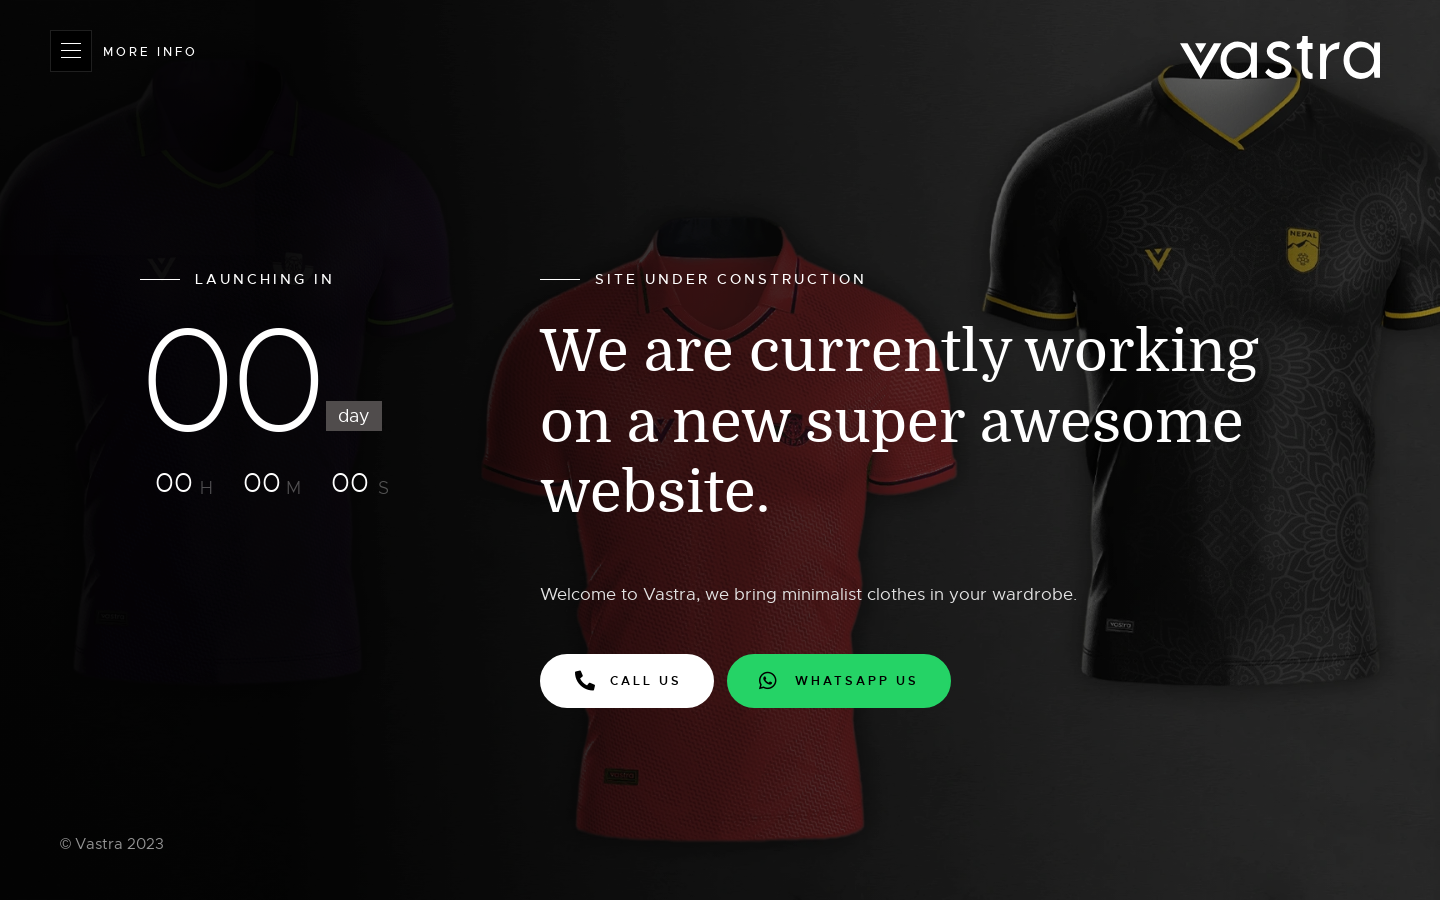 MORE INFO
vastra
NEPAL
LAUNCHING IN
00 day
00 H 00 M 00 S
SITE UNDER CONSTRUCTION
We are currently working
on a new super awesome
website.
Welcome to Vastra, we bring minimalist clothes in your wardrobe.
CALL US
WHATSAPP US
vastra
© Vastra 2023